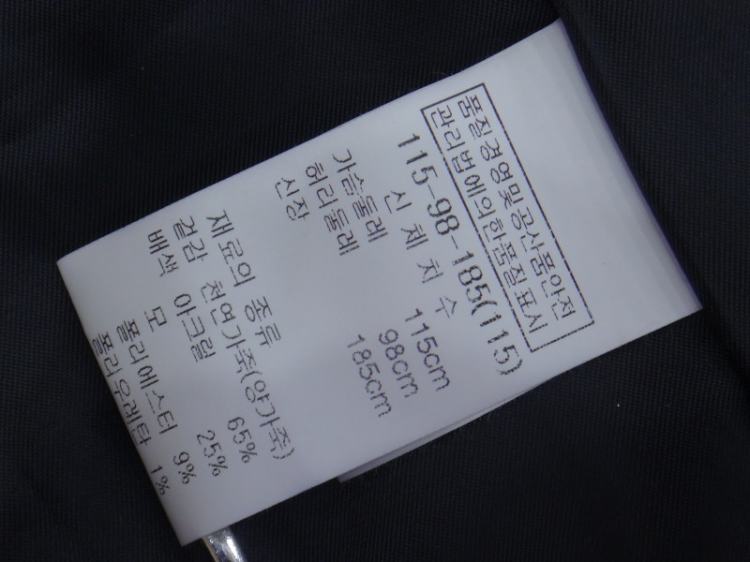 품질경영및공산품안전
관리법에의한품질표시
115-98-185(115)
신 체 치 수
가슴둘레 115cm
허리둘레 98cm
신장 185cm
재료의 종류
겉감 천연가죽(양가죽)
배색 아크릴 65%
모 25%
폴리에스터 9%
폴리우레탄 1%